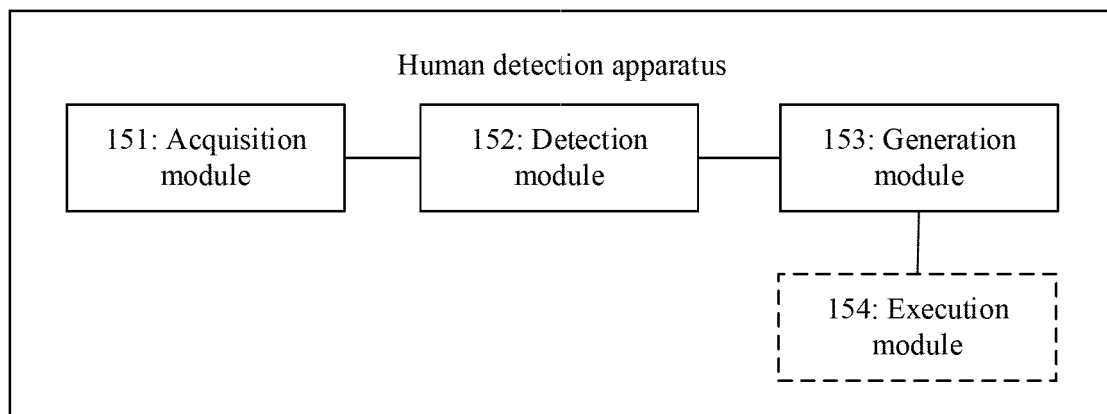 Human detection apparatus
151: Acquisition
module
152: Detection
module
153: Generation
module
154: Execution
module